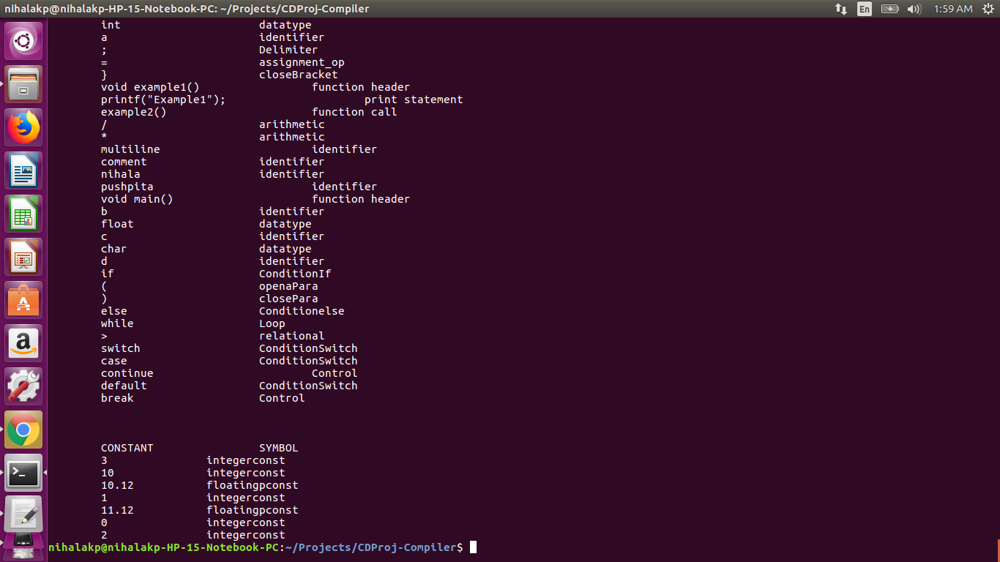 nihalakp@nihalakp-HP-15-Notebook-PC: ~/Projects/CDProj-Compiler En 1:59 AM
int datatype
a identifier
; Delimiter
= assignment_op
} closeBracket
void example1() function header
printf("Example1"); print statement
example2() function call
/ arithmetic
* arithmetic
multiline identifier
comment identifier
nihala identifier
pushpita identifier
void main() function header
b identifier
float datatype
c identifier
char datatype
d identifier
if ConditionIf
( openaPara
) closePara
else Conditionelse
while Loop
> relational
switch ConditionSwitch
case ConditionSwitch
continue Control
default ConditionSwitch
break Control
CONSTANT SYMBOL
3 integerconst
10 integerconst
10.12 floatingpconst
1 integerconst
11.12 floatingpconst
0 integerconst
2 integerconst
nihalakp@nihalakp-HP-15-Notebook-PC:~/Projects/CDProj-Compiler$